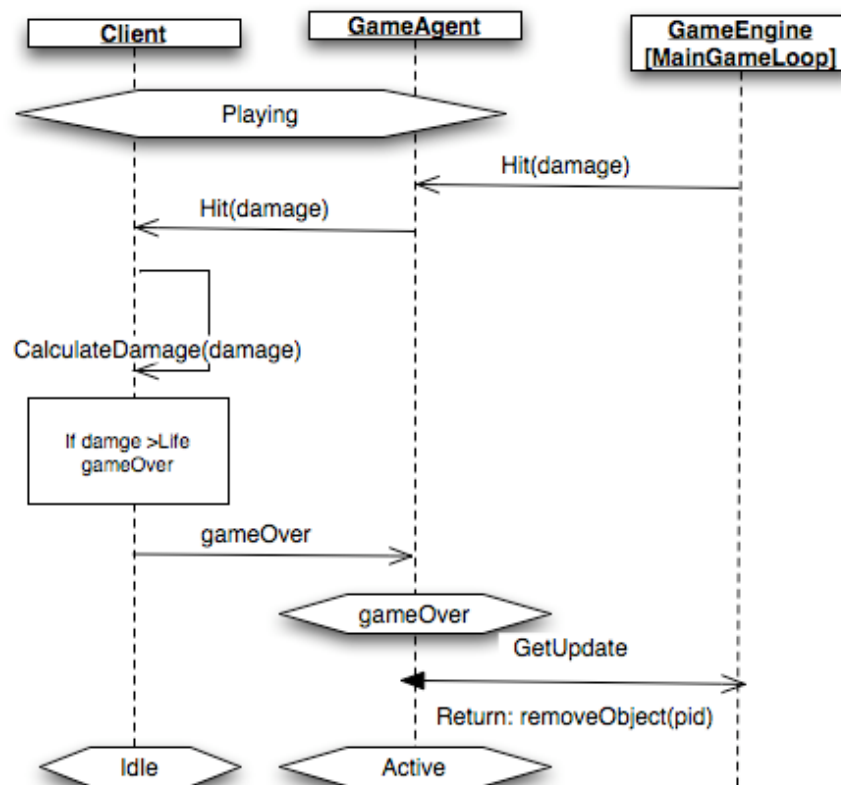 Client
GameAgent
GameEngine
[MainGameLoop]
Playing
Hit(damage)
Hit(damage)
CalculateDamage(damage)
If damge >Life
gameOver
gameOver
gameOver
GetUpdate
Return: removeObject(pid)
Idle
Active